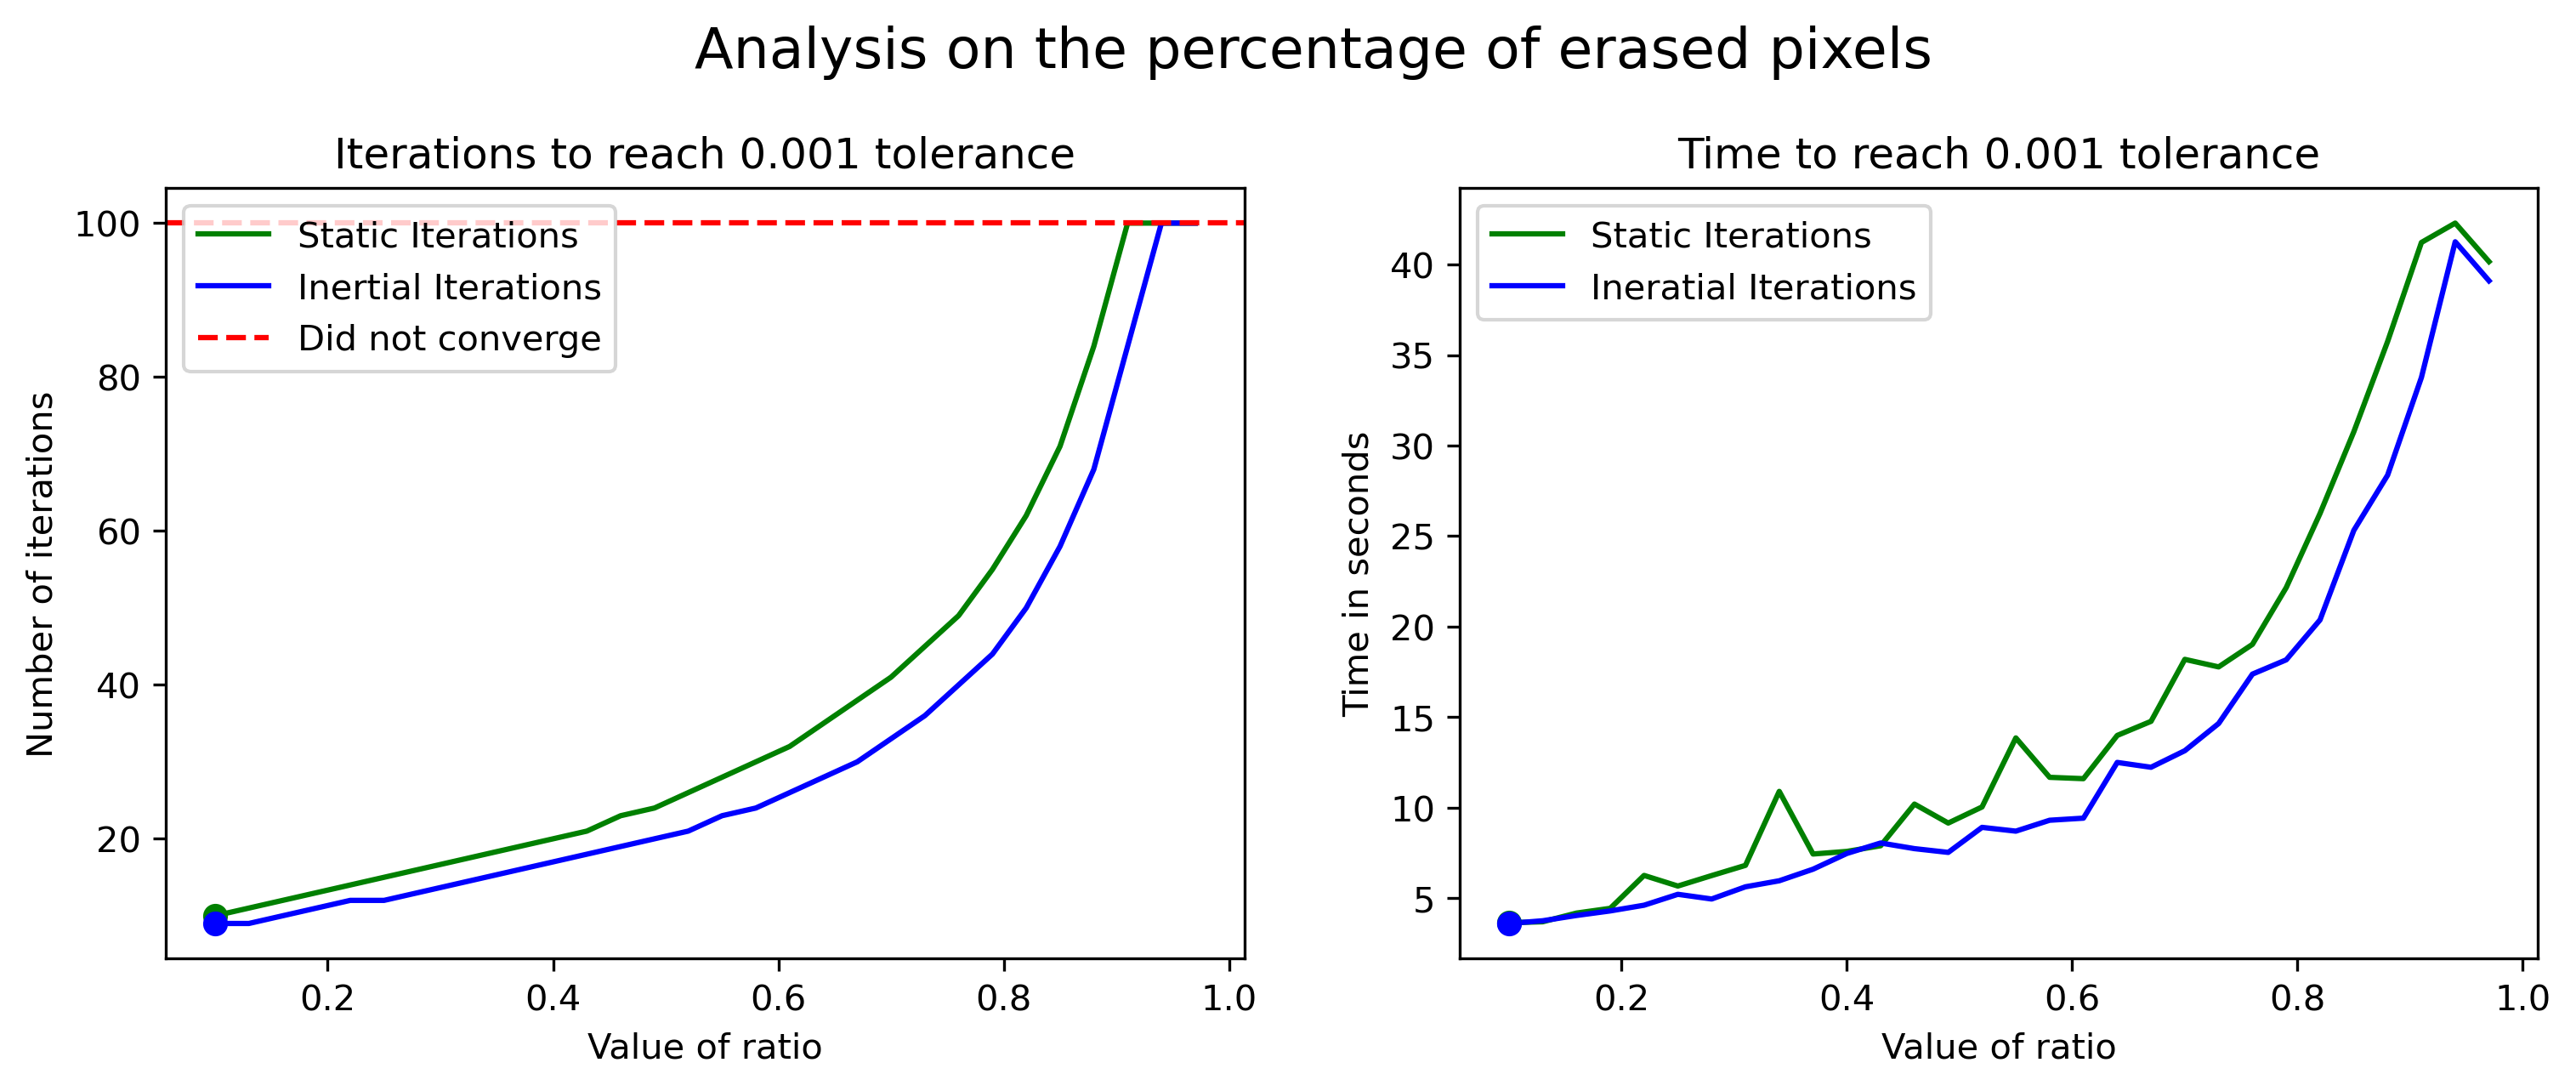 Analysis on the percentage of erased pixels
Iterations to reach 0.001 tolerance
100
80
60
40
20
Number of iterations
Static Iterations
Inertial Iterations
Did not converge
0.2 0.4 0.6 0.8 1.0
Value of ratio
Time to reach 0.001 tolerance
40
35
30
25
20
15
10
5
Time in seconds
Static Iterations
Ineratial Iterations
0.2 0.4 0.6 0.8 1.0
Value of ratio